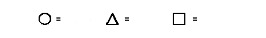 ○ = △ = □ =